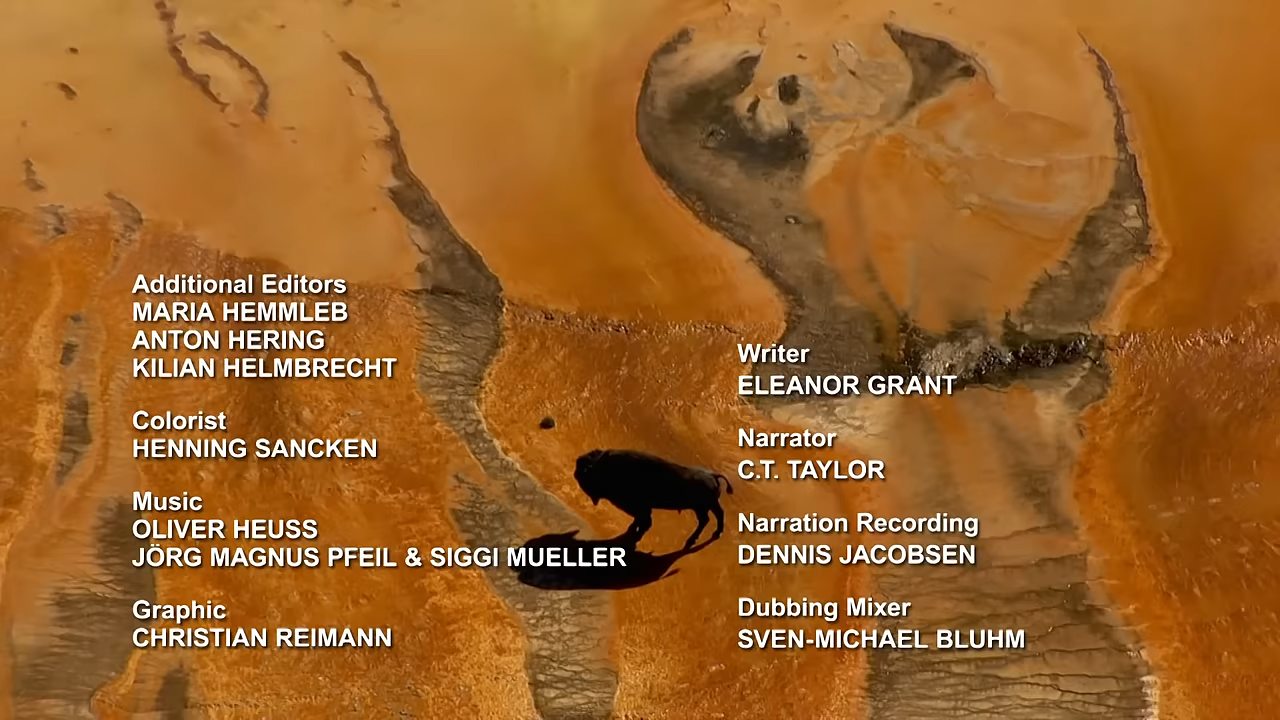 Additional Editors
MARIA HEMMLEB
ANTON HERING
KILIAN HELMBRECHT
Colorist
HENNING SANCKEN
Music
OLIVER HEUSS
JÖRG MAGNUS PFEIL & SIGGI MUELLER
Graphic
CHRISTIAN REIMANN
Writer
ELEANOR GRANT
Narrator
C.T. TAYLOR
Narration Recording
DENNIS JACOBSEN
Dubbing Mixer
SVEN-MICHAEL BLUHM